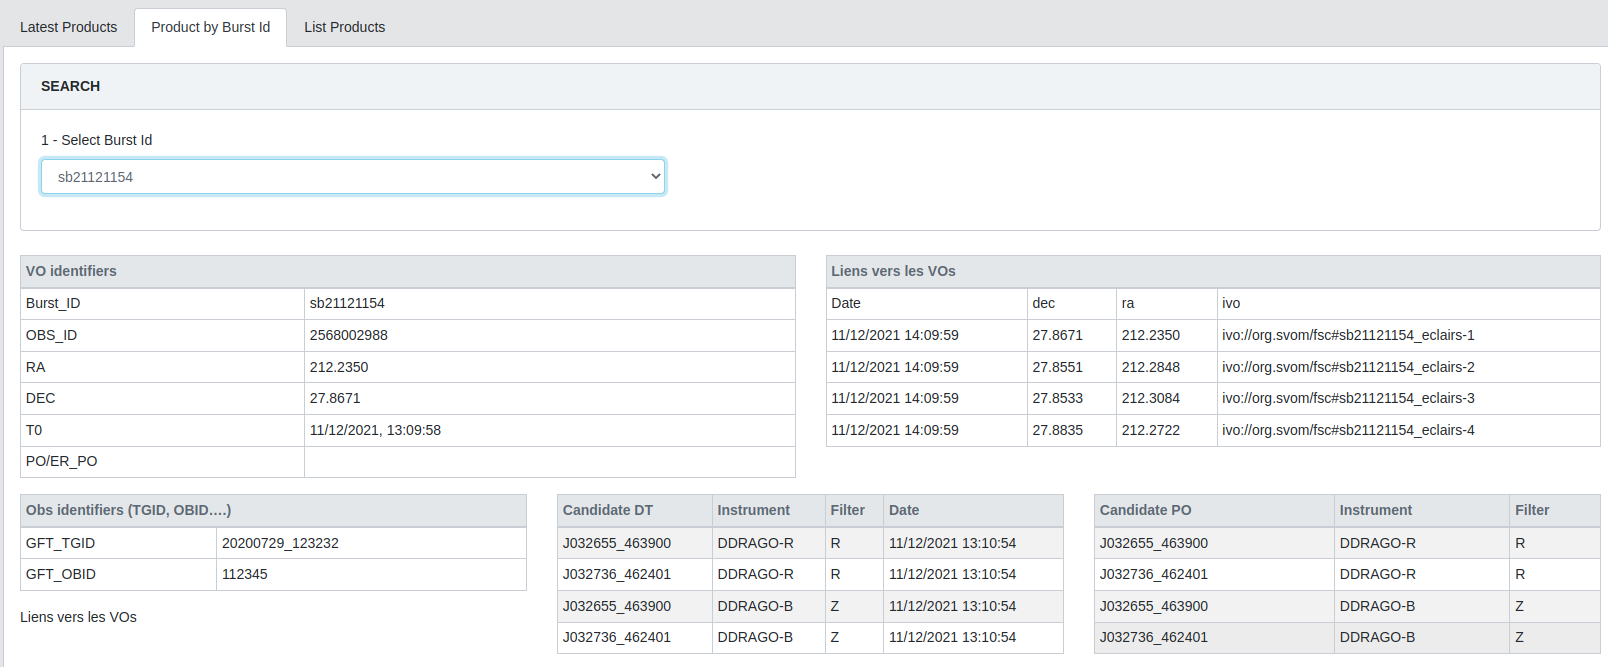 Latest Products Product by Burst Id List Products
SEARCH
1 - Select Burst Id
sb21121154
VO identifiers
Burst_ID sb21121154
OBS_ID 2568002988
RA 212.2350
DEC 27.8671
T0 11/12/2021, 13:09:58
PO/ER_PO
Liens vers les VOs
Date dec ra ivo
11/12/2021 14:09:59 27.8671 212.2350 ivo://org.svom/fsc#sb21121154_eclairs-1
11/12/2021 14:09:59 27.8551 212.2848 ivo://org.svom/fsc#sb21121154_eclairs-2
11/12/2021 14:09:59 27.8533 212.3084 ivo://org.svom/fsc#sb21121154_eclairs-3
11/12/2021 14:09:59 27.8835 212.2722 ivo://org.svom/fsc#sb21121154_eclairs-4
Obs identifiers (TGID, OBID....)
GFT_TGID 20200729_123232
GFT_OBID 112345
Liens vers les VOs
Candidate DT Instrument Filter Date
J032655_463900 DDRAGO-R R 11/12/2021 13:10:54
J032736_462401 DDRAGO-R R 11/12/2021 13:10:54
J032655_463900 DDRAGO-B Z 11/12/2021 13:10:54
J032736_462401 DDRAGO-B Z 11/12/2021 13:10:54
Candidate PO Instrument Filter
J032655_463900 DDRAGO-R R
J032736_462401 DDRAGO-R R
J032655_463900 DDRAGO-B Z
J032736_462401 DDRAGO-B Z